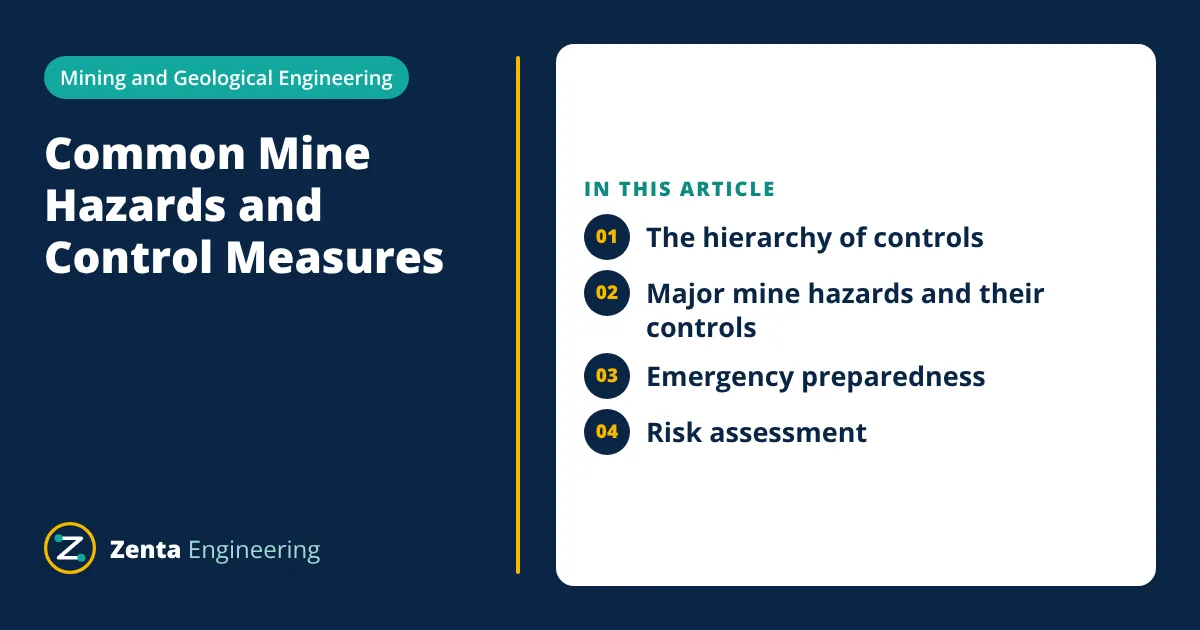 Mining and Geological Engineering
Common Mine
Hazards and
Control Measures
Zenta Engineering
IN THIS ARTICLE
01 The hierarchy of controls
02 Major mine hazards and their
controls
03 Emergency preparedness
04 Risk assessment